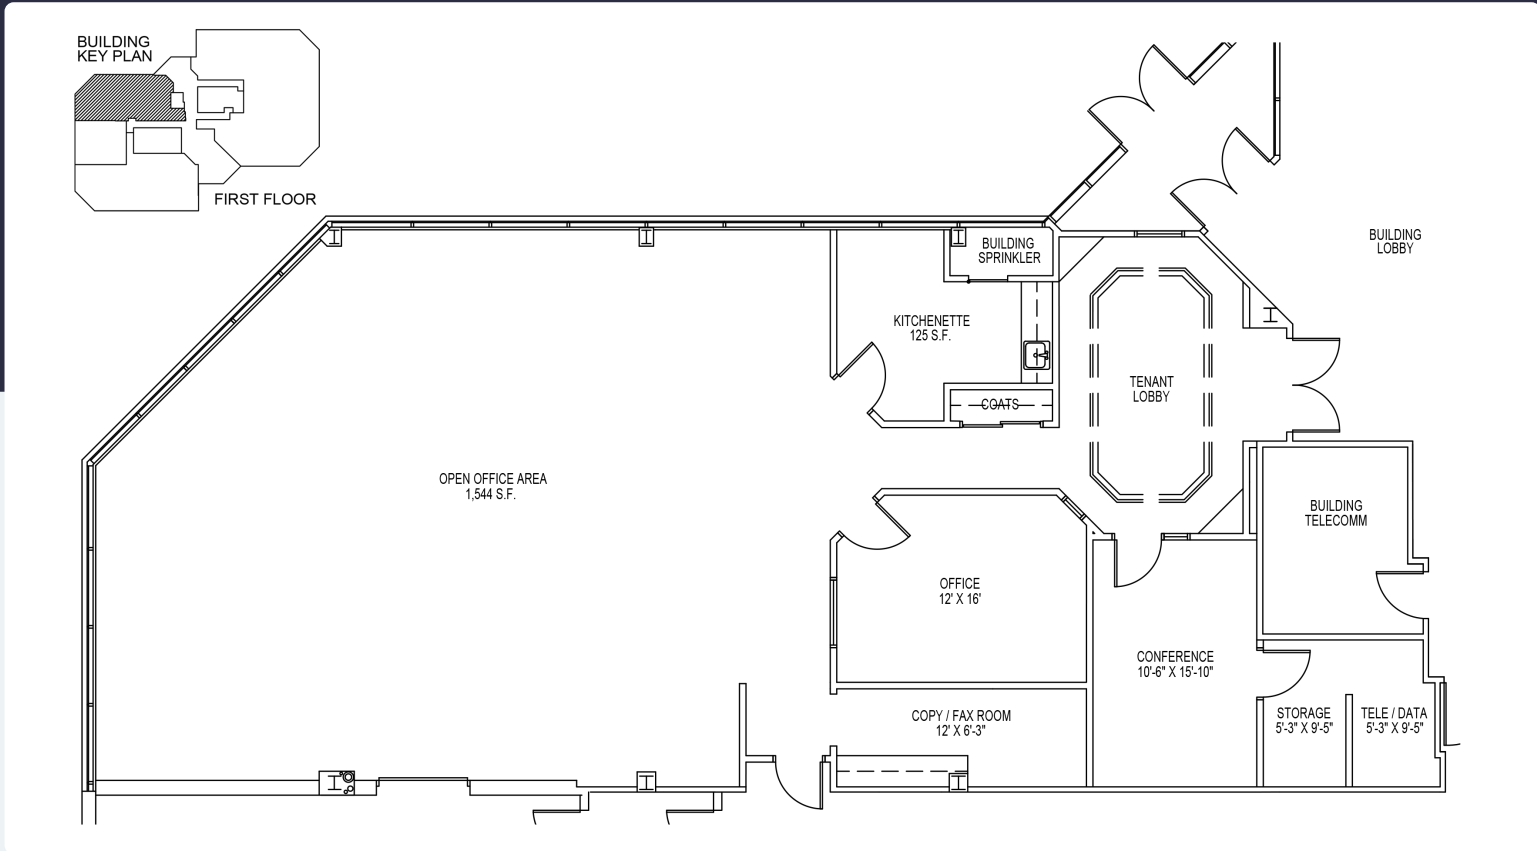 BUILDING
KEY PLAN
FIRST FLOOR
BUILDING
LOBBY
BUILDING
SPRINKLER
KITCHENETTE
125 S.F.
TENANT
LOBBY
COATS
OPEN OFFICE AREA
1,544 S.F.
BUILDING
TELECOMM
OFFICE
12' X 16'
CONFERENCE
10'-6" X 15'-10"
COPY / FAX ROOM
12' X 6'-3"
STORAGE
5'-3" X 9'-5"
TELE / DATA
5'-3" X 9'-5"